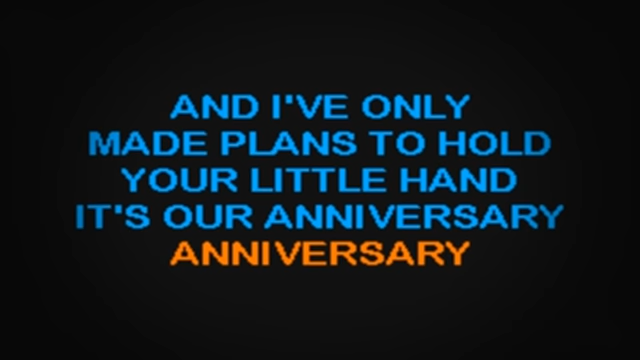 AND I'VE ONLY
MADE PLANS TO HOLD
YOUR LITTLE HAND
IT'S OUR ANNIVERSARY
ANNIVERSARY